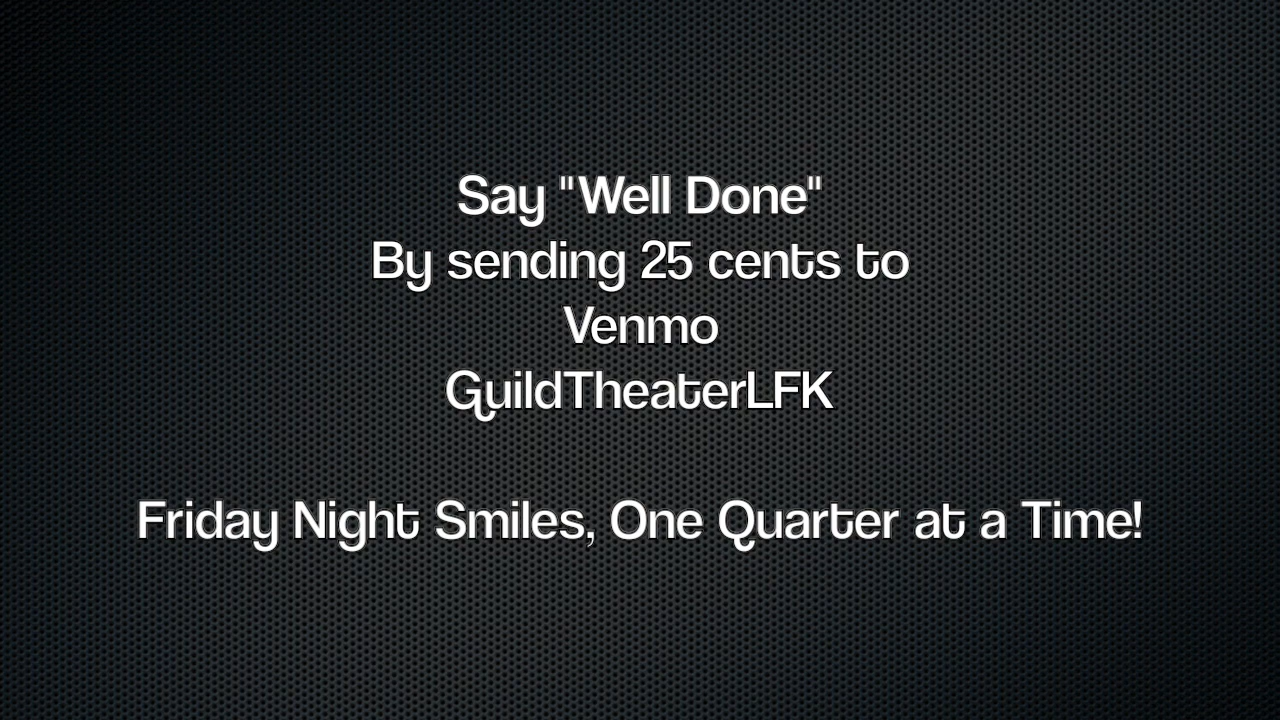 Say "Well Done"
By sending 25 cents to
Venmo
GuildTheaterLFK
Friday Night Smiles, One Quarter at a Time!